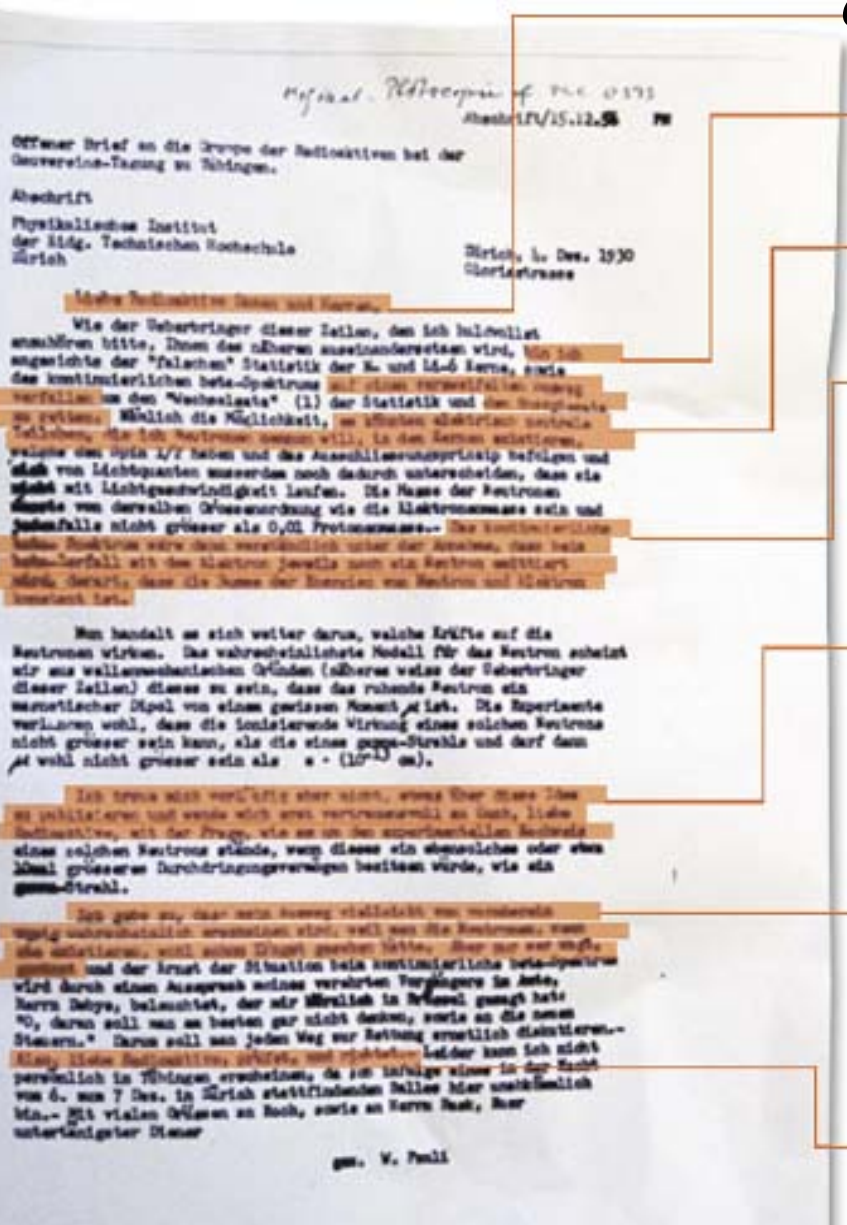 Photocopie of
Abschrift/15.12.56 PM
Offener Brief an die Gruppe der Radioaktiven bei der
Gauvereins-Tagung zu Tübingen.
Abschrift
Physikalisches Institut
der Eidg. Technischen Hochschule
Zürich
Zürich, 4. Des. 1930
Gloriastrasse
Liebe Radioaktive Damen und Herren,
Wie der Ueberbringer dieser Zeilen, den ich huldvollst
anzuhören bitte, Ihnen des näheren auseinandersetzen wird, bin ich
angesichts der "falschen" Statistik der N- und Li-6 Kerne, sowie
des kontinuierlichen beta-Spektrums auf einen verzweifelten Ausweg
verfallen um den "Wechselsatz" (1) der Statistik und den Energiesatz
zu retten. Nämlich die Möglichkeit, es könnten elektrisch neutrale
Teilchen, die ich Neutronen nennen will, in den Kernen existieren,
welche den Spin 1/2 haben und das Ausschliessungsprinzip befolgen und
sich von Lichtquanten ausserdem noch dadurch unterscheiden, dass sie
nicht mit Lichtgeschwindigkeit laufen. Die Masse der Neutronen
von derselben Grössenordnung wie die Elektronenmasse sein und
jedenfalls nicht grösser als 0,01 Protonenmasse.- Das kontinuierliche
beta- Spektrum wäre dann verständlich unter der Annahme, dass beim
beta-Zerfall mit dem Elektron jeweils noch ein Neutron emittiert
wird, derart, dass die Summe der Energien von Neutron und Elektron
konstant ist.
Nun handelt es sich weiter darum, welche Kräfte auf die
Neutronen wirken. Das wahrscheinlichste Modell für das Neutron scheint
mir aus wellenmechanischen Gründen (näheres weiss der Ueberbringer
dieser Zeilen) dieses zu sein, dass das ruhende Neutron ein
magnetischer Dipol von einem gewissen Moment μ ist. Die Experimente
verlangen wohl, dass die ionisierende Wirkung eines solchen Neutrons
nicht grösser sein kann, als die eines gamma-Strahls und darf dann
μ wohl nicht grösser sein als e · (10⁻¹³ cm).
Ich traue mich vorläufig aber nicht, etwas über diese Idee
zu publizieren und wende mich erst vertrauensvoll an Euch, liebe
Radioaktive, mit der Frage, wie es um den experimentellen Nachweis
eines solchen Neutrons stände, wenn dieses ein ebensolches oder etwa
10mal grösseres Durchdringungsvermögen besitzen würde, wie ein
gamma-Strahl.
Ich gebe zu, dass mein Ausweg vielleicht von vornherein
wenig wahrscheinlich erscheinen wird, weil man die Neutronen, wenn
sie existieren, wohl schon längst gesehen hätte. Aber nur wer wagt,
gewinnt und der Ernst der Situation beim kontinuierliche beta-Spektrum
wird durch einen Ausspruch meines verehrten Vorgängers im Amte,
Herrn Debye, beleuchtet, der mir kürzlich in Brüssel gesagt hat:
"O, daran soll man am besten gar nicht denken, sowie an die neuen
Steuern." Darum soll man jeden Weg zur Rettung ernstlich diskutieren.-
Also, liebe Radioaktive, prüfet, und richtet.- Leider kann ich nicht
persönlich in Tübingen erscheinen, da ich infolge eines in der Nacht
vom 6. zum 7 Des. in Zürich stattfindenden Balles hier unabkömmlich
bin.- Mit vielen Grüssen an Euch, sowie an Herrn Back, Euer
untertänigster Diener
ges. W. Pauli